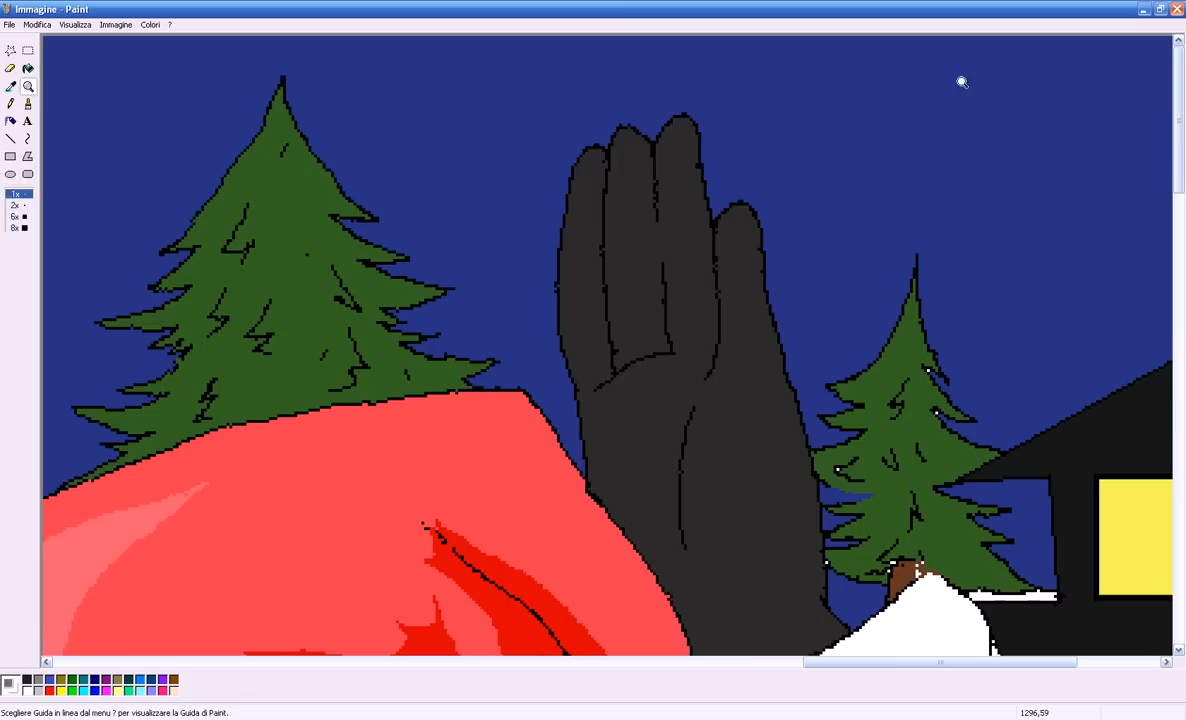 Immagine - Paint
File Modifica Visualizza Immagine Colori ?
A
1x
2x
6x
8x
Scegliere Guida in linea dal menu ? per visualizzare la Guida di Paint.
1296,59